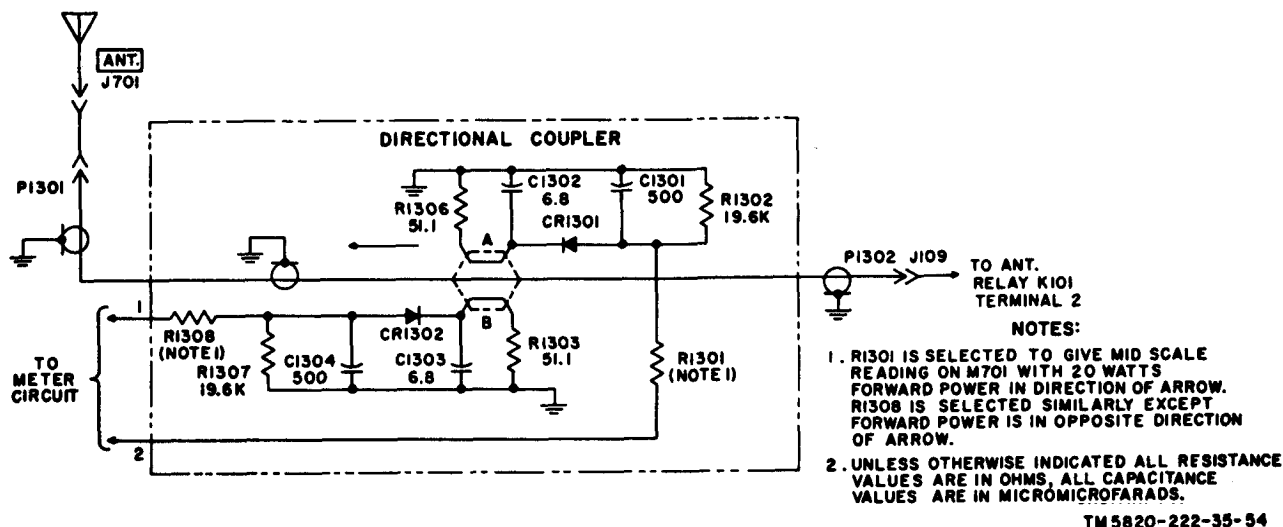 ANT.
J701
DIRECTIONAL COUPLER
P1301
R1306
51.1
C1302
6.8
C1301
500
R1302
19.6K
CR1301
A
P1302 J109
TO ANT.
RELAY K101
TERMINAL 2
1
R1308
(NOTE 1)
R1307
19.6K
C1304
500
CR1302
C1303
6.8
B
R1303
51.1
R1301
(NOTE 1)
TO
METER
CIRCUIT
2
NOTES:
1. R1301 IS SELECTED TO GIVE MID SCALE
READING ON M701 WITH 20 WATTS
FORWARD POWER IN DIRECTION OF ARROW.
R1308 IS SELECTED SIMILARLY EXCEPT
FORWARD POWER IS IN OPPOSITE DIRECTION
OF ARROW.
2. UNLESS OTHERWISE INDICATED ALL RESISTANCE
VALUES ARE IN OHMS, ALL CAPACITANCE
VALUES ARE IN MICROMICROFARADS.
TM5820-222-35-54